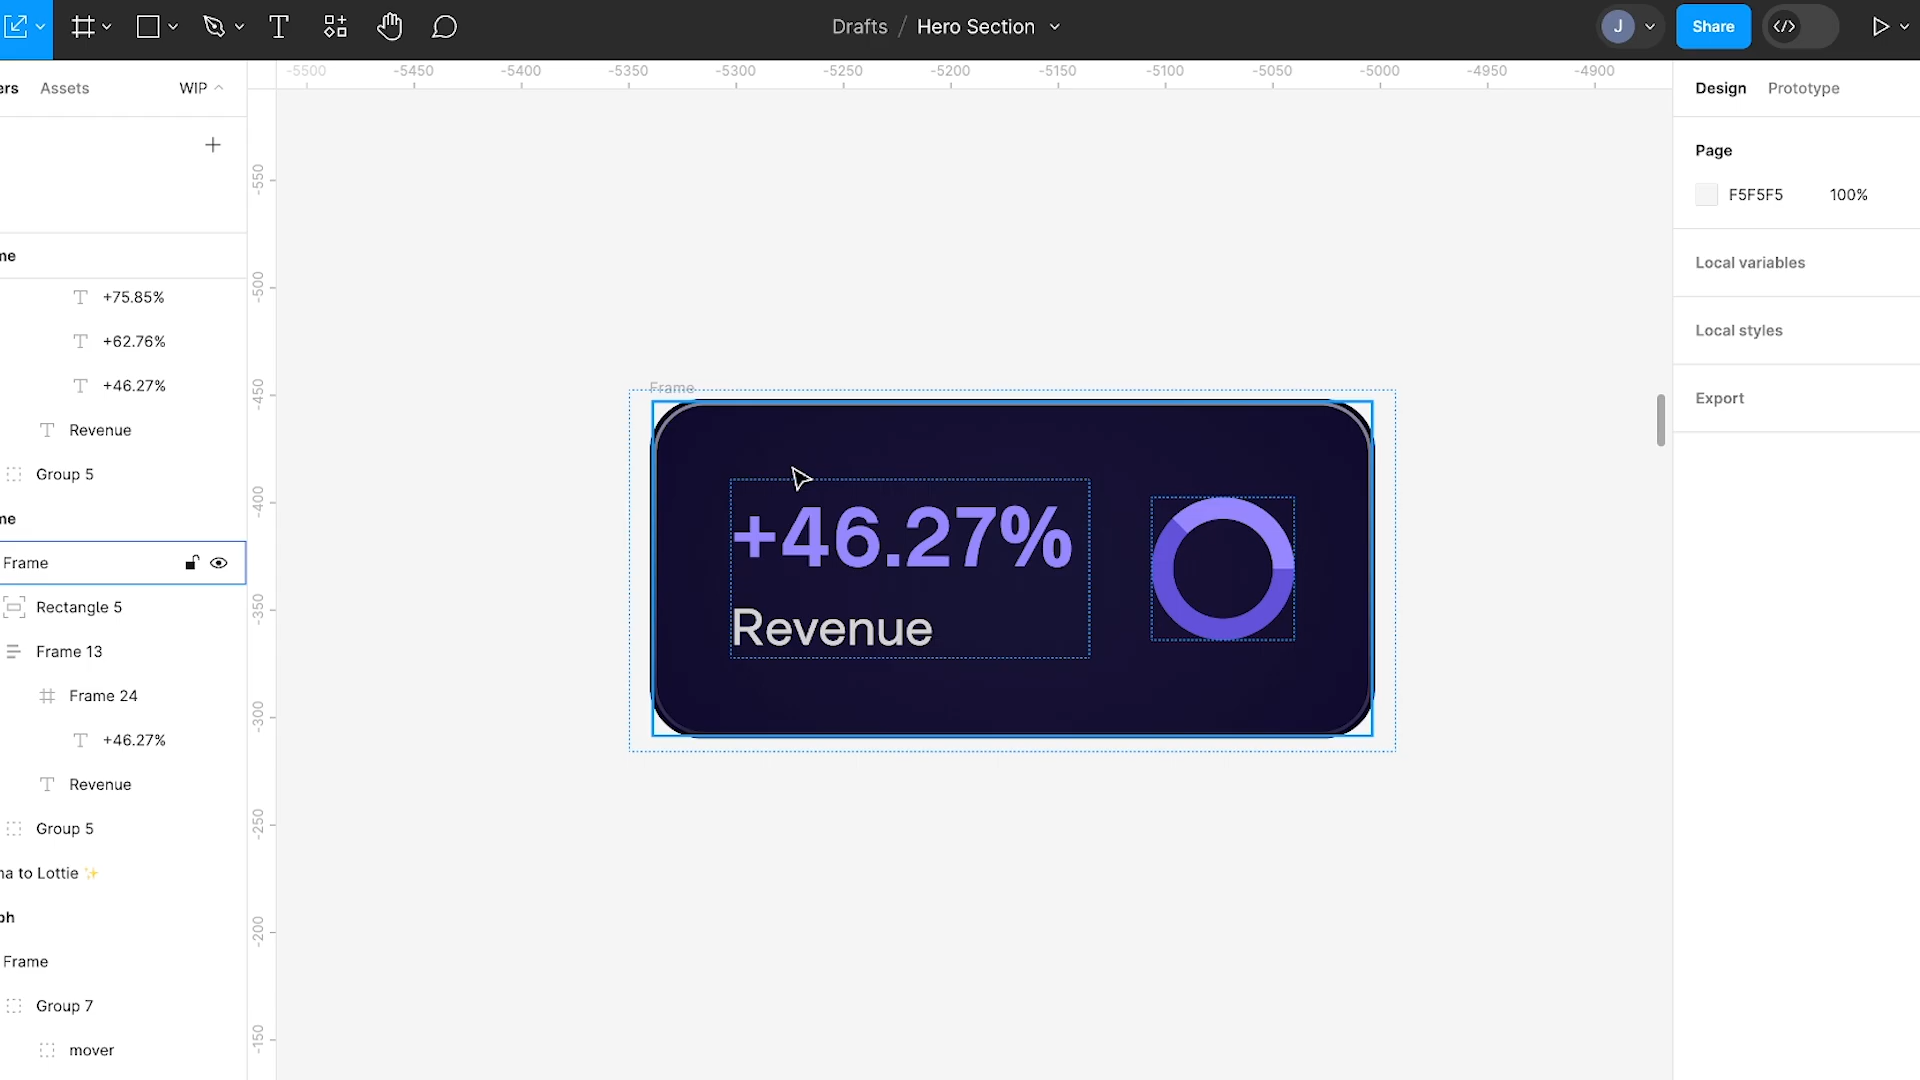 Drafts / Hero Section
J
Share
ers Assets WIP
-5500 -5450 -5400 -5350 -5300 -5250 -5200 -5150 -5100 -5050 -5000 -4950 -4900
Design Prototype
Page
F5F5F5 100%
Local variables
Local styles
Export
me
+75.85%
+62.76%
+46.27%
Revenue
Group 5
me
Frame
Rectangle 5
Frame 13
Frame 24
+46.27%
Revenue
Group 5
na to Lottie ✨
ph
Frame
Group 7
mover
-550
-500
-450
-400
-350
-300
-250
-200
-150
Frame
+46.27%
Revenue